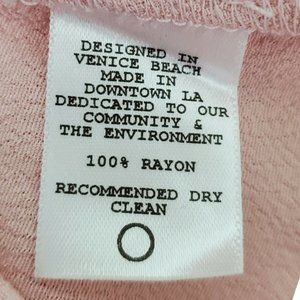 DESIGNED IN
VENICE BEACH
MADE IN
DOWNTOWN LA
DEDICATED TO OUR
COMMUNITY &
THE ENVIRONMENT
100% RAYON
RECOMMENDED DRY
CLEAN